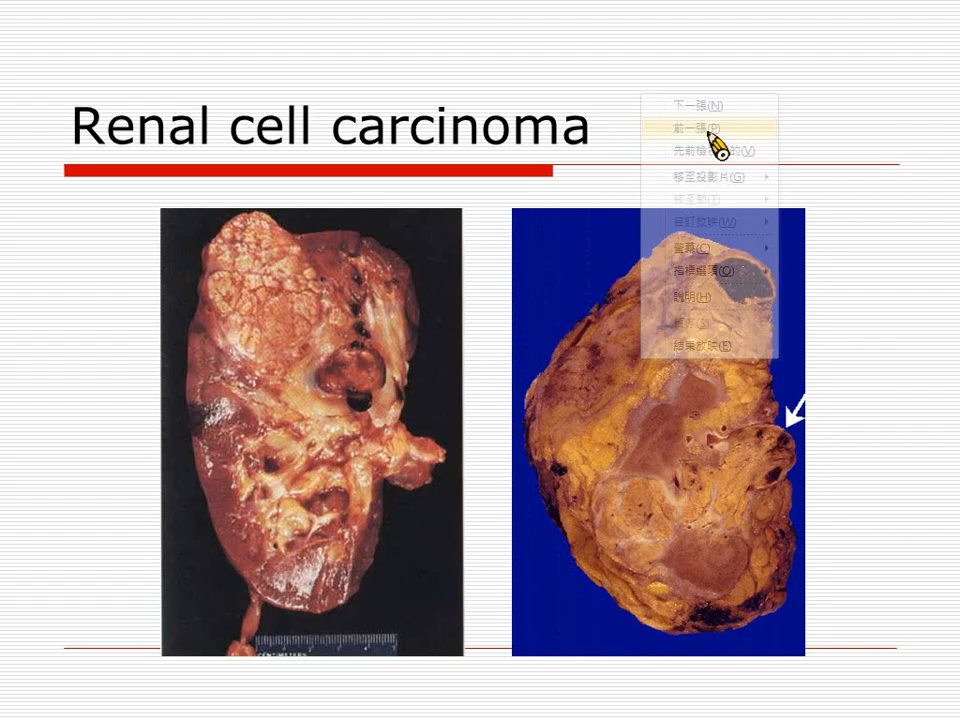 Renal cell carcinoma
下一張(N)
前一張(P)
先前檢視的(V)
移至投影片(G)
移至節(T)
自訂放映(W)
螢幕(C)
指標選項(O)
說明(H)
暫停(S)
結束放映(E)
CENTIMETERS